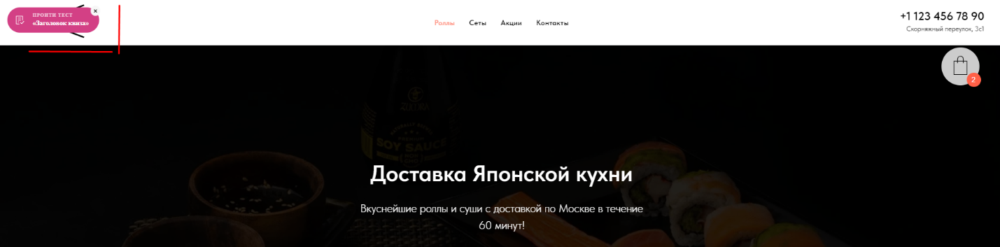 ПРОЙТИ ТЕСТ
«Заголовок квиза»
Роллы Сеты Акции Контакты
+1 123 456 78 90
Скорняжный переулок, 3с1
2
SOY SAUCE
Доставка Японской кухни
Вкуснейшие роллы и суши с доставкой по Москве в течение
60 минут!